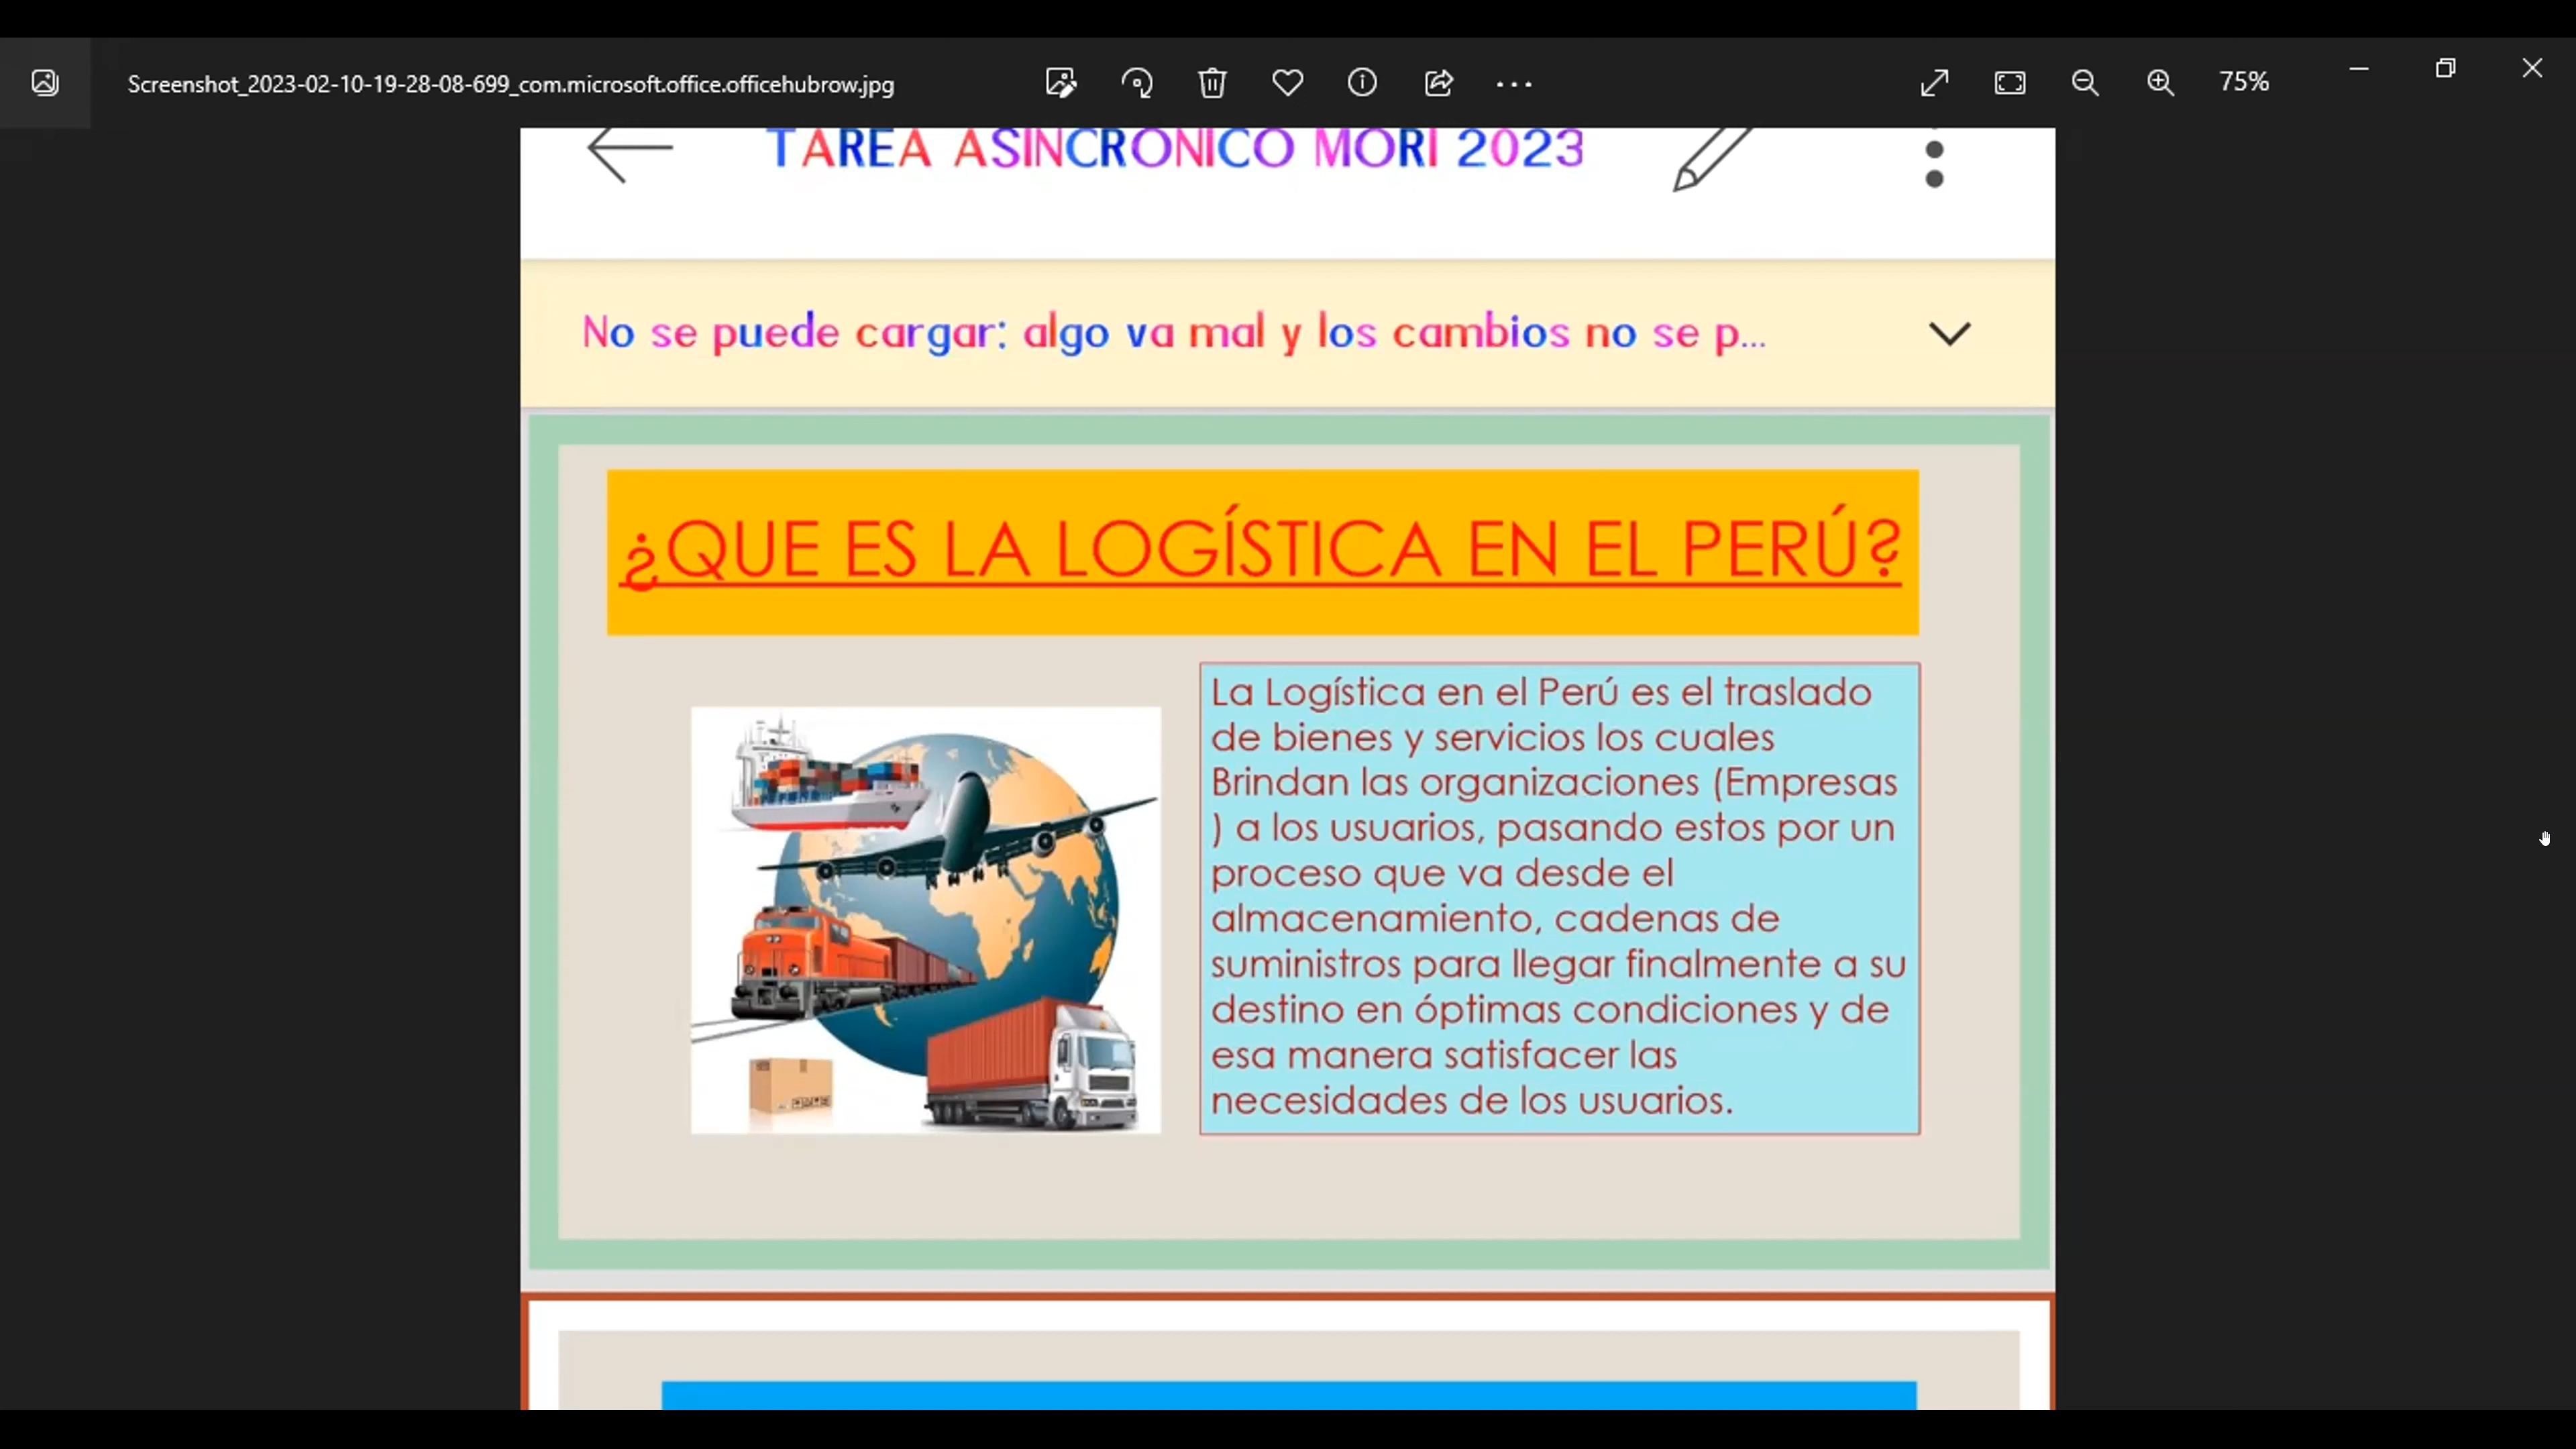 Screenshot_2023-02-10-19-28-08-699_com.microsoft.office.officehubrow.jpg
75%
TAREA ASINCRONICO MORI 2023
No se puede cargar: algo va mal y los cambios no se p...
¿QUE ES LA LOGÍSTICA EN EL PERÚ?
La Logística en el Perú es el traslado
de bienes y servicios los cuales
Brindan las organizaciones (Empresas
) a los usuarios, pasando estos por un
proceso que va desde el
almacenamiento, cadenas de
suministros para llegar finalmente a su
destino en óptimas condiciones y de
esa manera satisfacer las
necesidades de los usuarios.